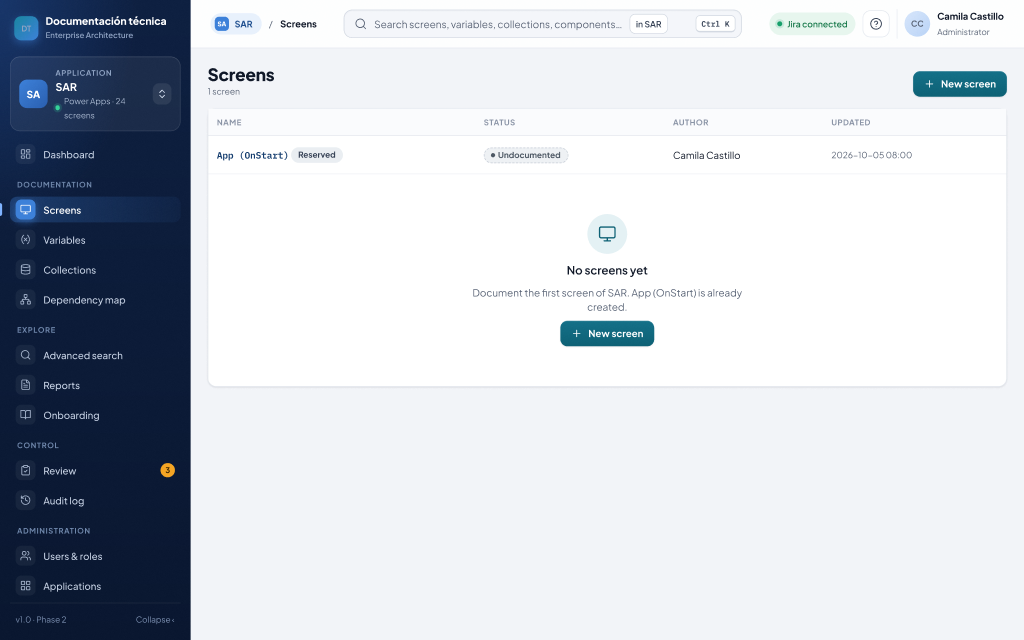 DT
Documentación técnica
Enterprise Architecture
APPLICATION
SA
SAR
Power Apps · 24
screens
Dashboard
DOCUMENTATION
Screens
Variables
Collections
Dependency map
EXPLORE
Advanced search
Reports
Onboarding
CONTROL
Review 3
Audit log
ADMINISTRATION
Users & roles
Applications
v1.0 · Phase 2 Collapse ‹
SA SAR / Screens
Search screens, variables, collections, components… in SAR Ctrl K
Jira connected
CC
Camila Castillo
Administrator
Screens
1 screen
+ New screen
NAME STATUS AUTHOR UPDATED
App (OnStart) Reserved Undocumented Camila Castillo 2026-10-05 08:00
No screens yet
Document the first screen of SAR. App (OnStart) is already
created.
+ New screen